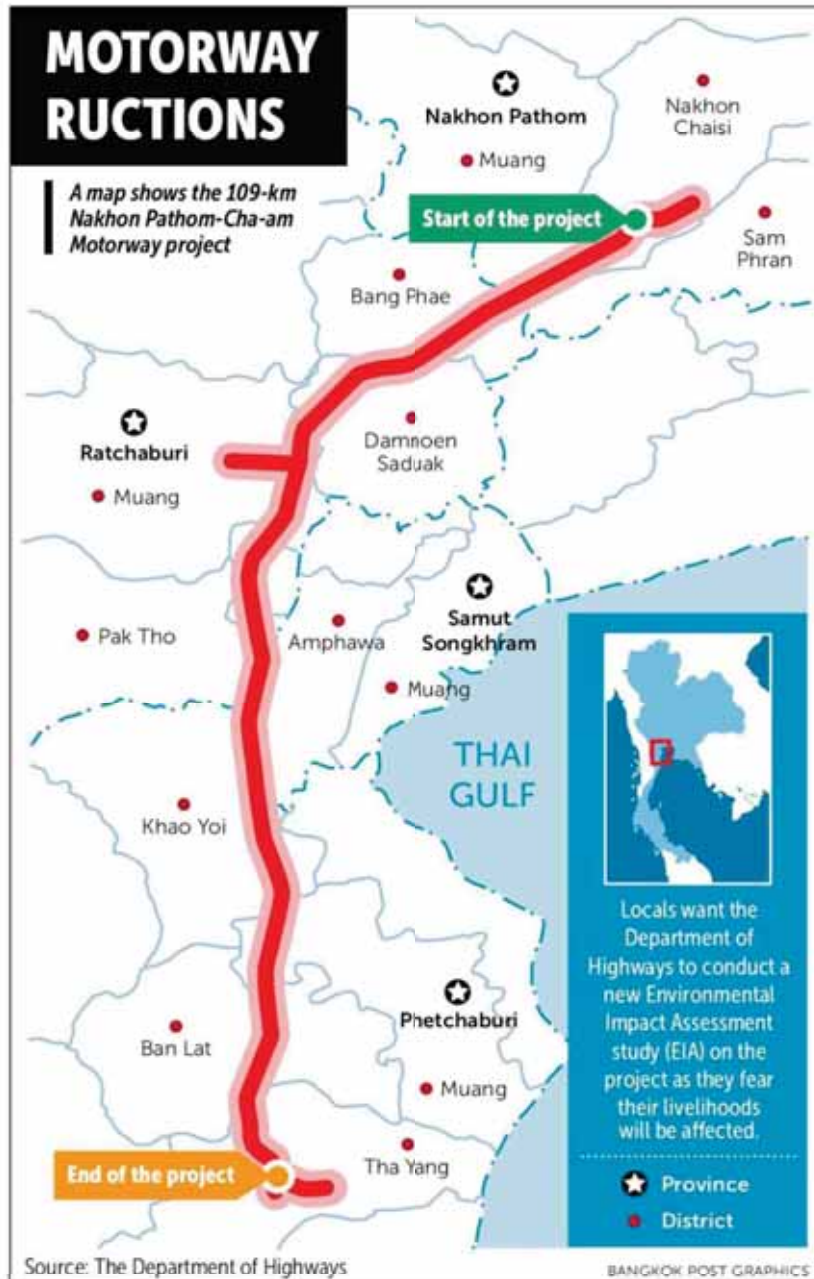 MOTORWAY
RUCTIONS
A map shows the 109-km
Nakhon Pathom-Cha-am
Motorway project
Nakhon Pathom
Muang
Nakhon
Chaisi
Start of the project
Sam
Phran
Bang Phae
Ratchaburi
Muang
Damnoen
Saduak
Pak Tho
Amphawa
Samut
Songkhram
Muang
THAI
GULF
Khao Yoi
Locals want the
Department of
Highways to conduct a
new Environmental
Impact Assessment
study (EIA) on the
project as they fear
their livelihoods
will be affected.
Ban Lat
Phetchaburi
Muang
End of the project
Tha Yang
Province
District
Source: The Department of Highways
BANGKOK POST GRAPHICS